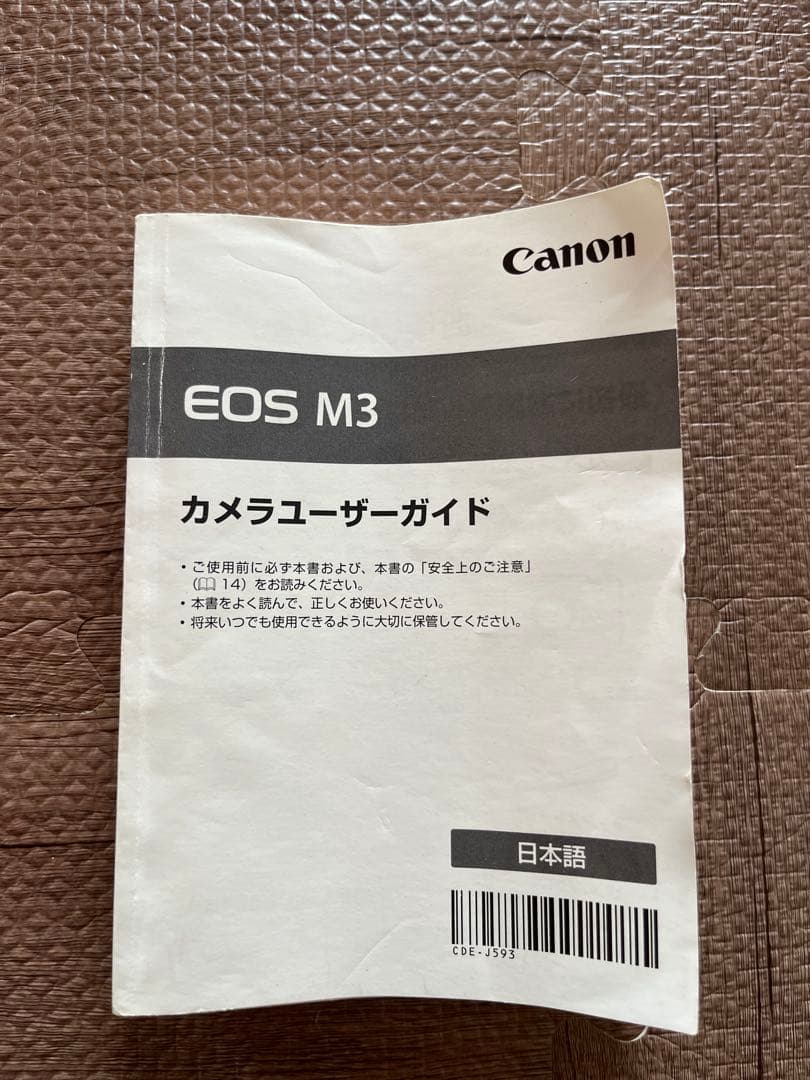 Canon
EOS M3
カメラユーザーガイド
・ご使用前に必ず本書および、本書の「安全上のご注意」
（📖 14）をお読みください。
・本書をよく読んで、正しくお使いください。
・将来いつでも使用できるように大切に保管してください。
日本語
CDE-J593